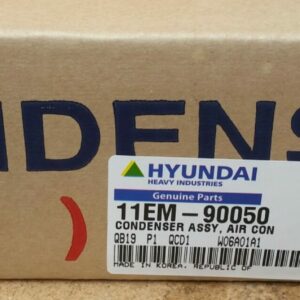 NDENS
HYUNDAI
HEAVY INDUSTRIES
Genuine Parts
11EM-90050
CONDENSER ASSY, AIR CON
QB19 P1 QCD1 W06A01A1
MADE IN KOREA, REPUBLIC OF
)